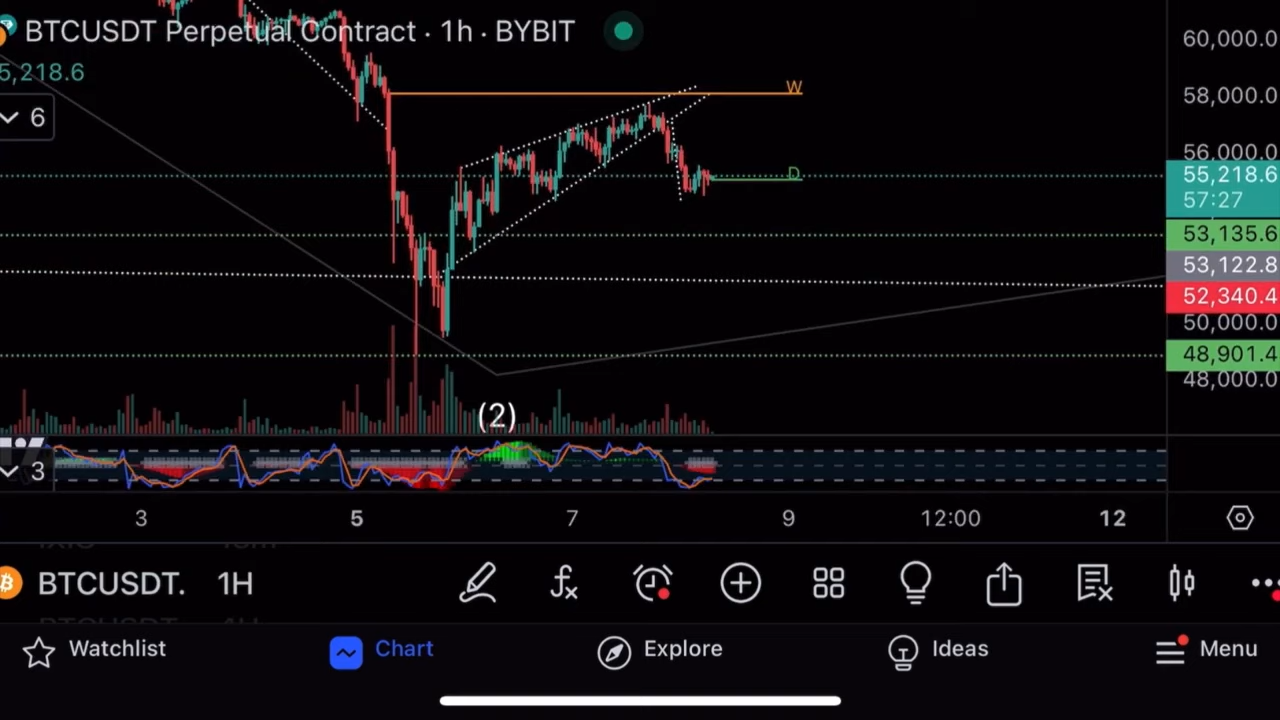 BTCUSDT Perpetual Contract · 1h · BYBIT
60,000.0
5,218.6
W
58,000.0
6
56,000.0
D
55,218.6
57:27
53,135.6
53,122.8
52,340.4
50,000.0
48,901.4
48,000.0
(2)
3
3 5 7 9 12:00 12
BTCUSDT. 1H
Watchlist Chart Explore Ideas Menu